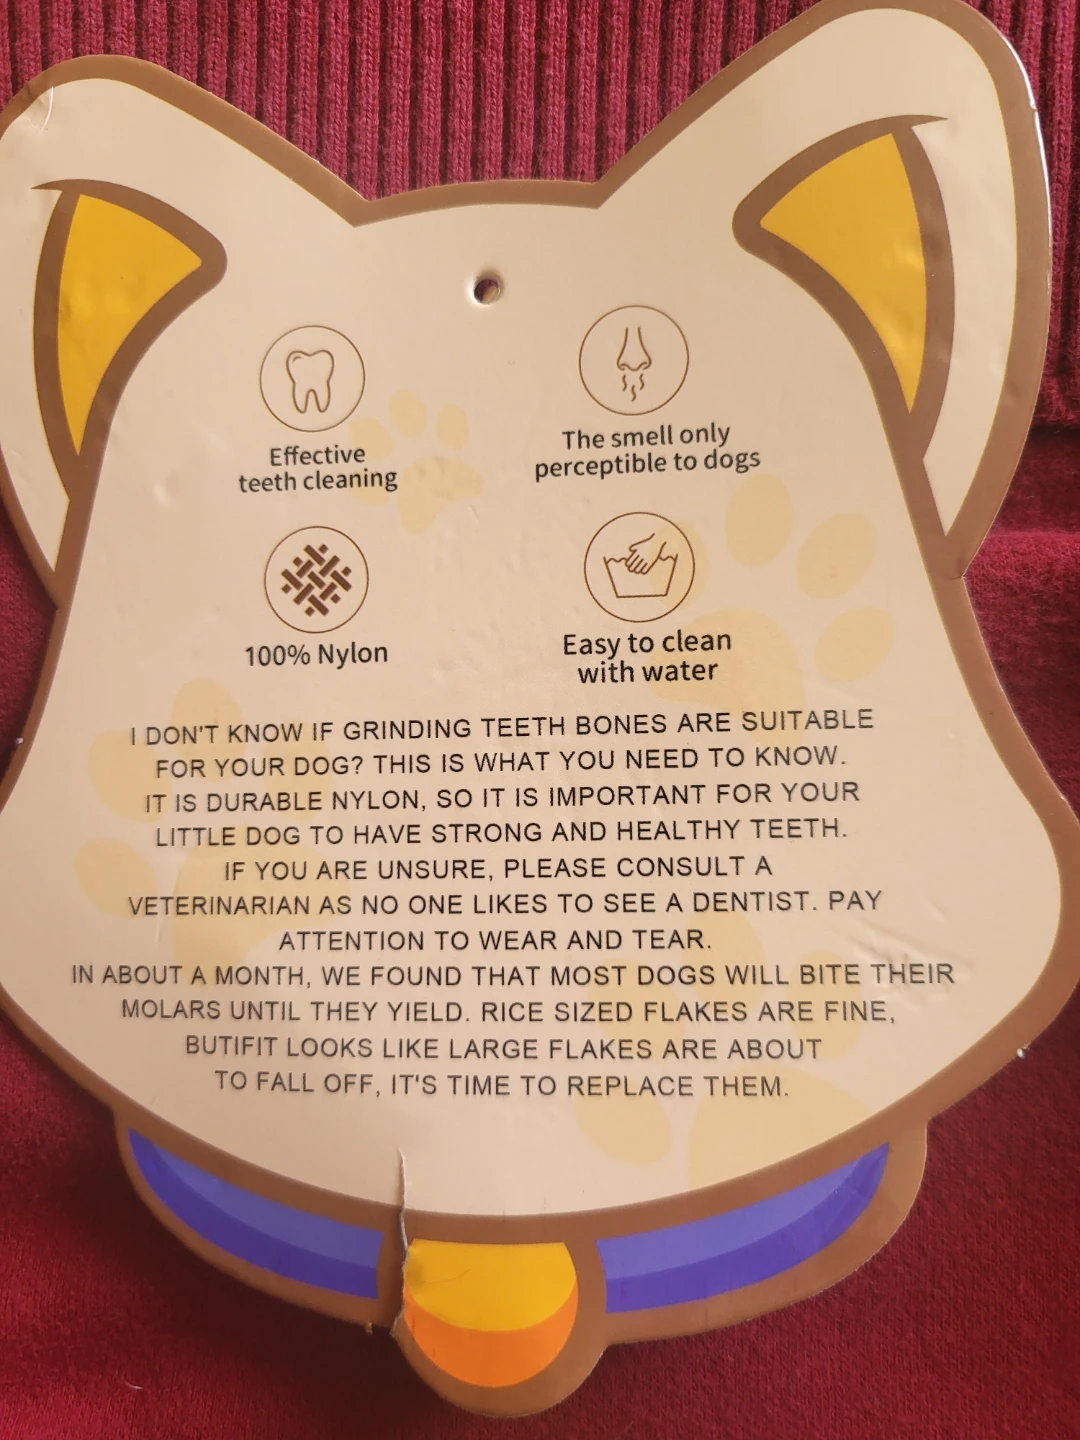 Effective
teeth cleaning
The smell only
perceptible to dogs
100% Nylon
Easy to clean
with water
I DON'T KNOW IF GRINDING TEETH BONES ARE SUITABLE
FOR YOUR DOG? THIS IS WHAT YOU NEED TO KNOW.
IT IS DURABLE NYLON, SO IT IS IMPORTANT FOR YOUR
LITTLE DOG TO HAVE STRONG AND HEALTHY TEETH.
IF YOU ARE UNSURE, PLEASE CONSULT A
VETERINARIAN AS NO ONE LIKES TO SEE A DENTIST. PAY
ATTENTION TO WEAR AND TEAR.
IN ABOUT A MONTH, WE FOUND THAT MOST DOGS WILL BITE THEIR
MOLARS UNTIL THEY YIELD. RICE SIZED FLAKES ARE FINE,
BUTIFIT LOOKS LIKE LARGE FLAKES ARE ABOUT
TO FALL OFF, IT'S TIME TO REPLACE THEM.